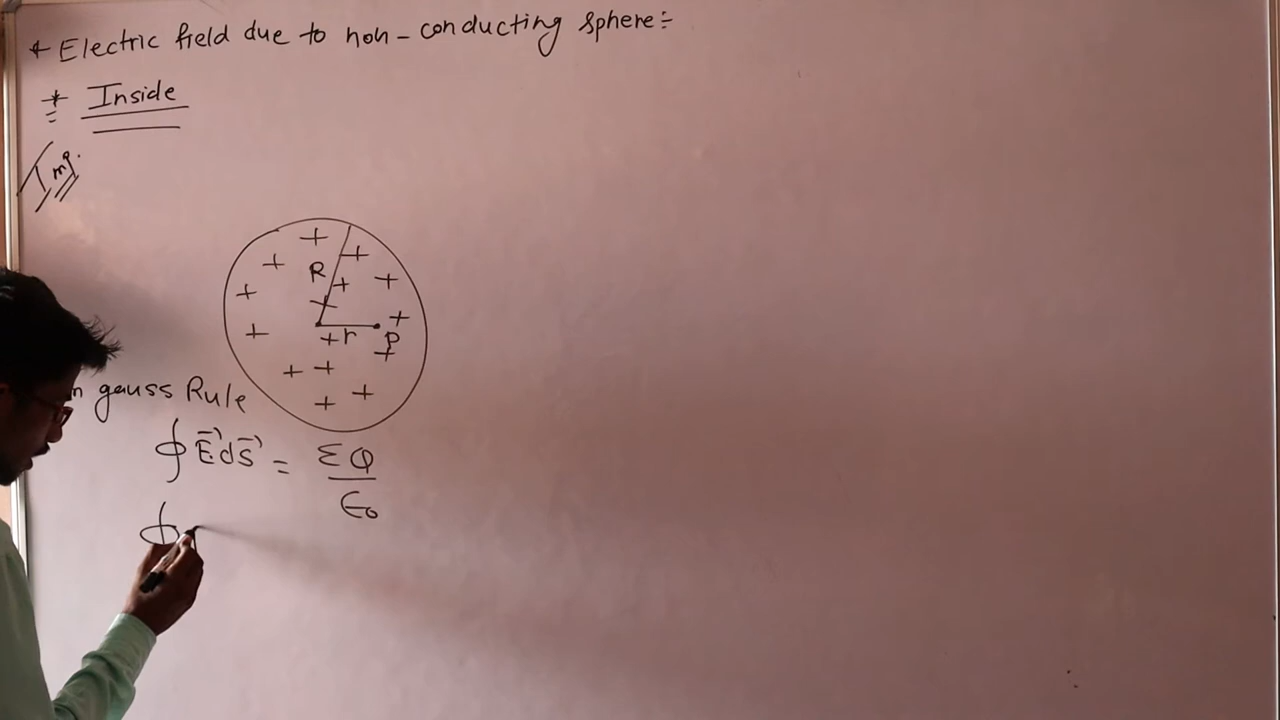 * Electric field due to non-conducting sphere:-
* Inside
Imp.
R
r P
n gauss Rule
∮ E⃗.dS⃗ = ΣQ / ε₀
∮